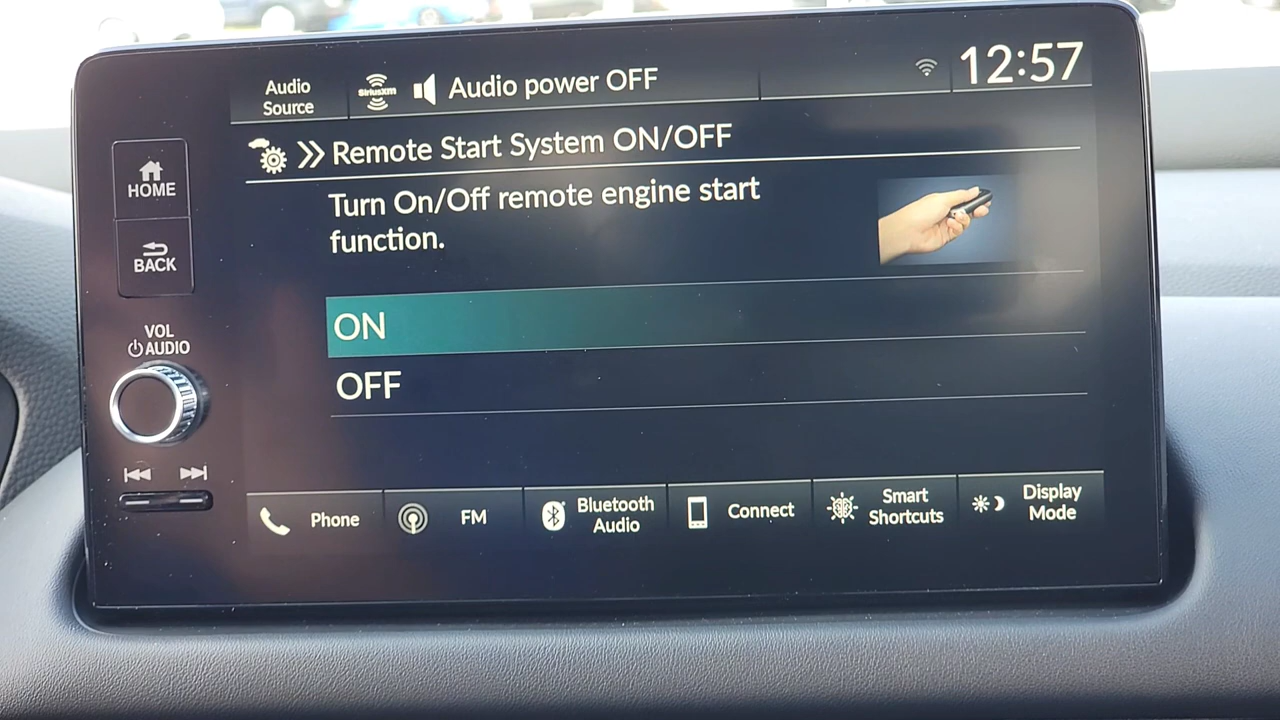 Audio
Source
SiriusXM
Audio power OFF
12:57
Remote Start System ON/OFF
Turn On/Off remote engine start
function.
HOME
BACK
VOL
AUDIO
ON
OFF
Phone
FM
Bluetooth
Audio
Connect
Smart
Shortcuts
Display
Mode